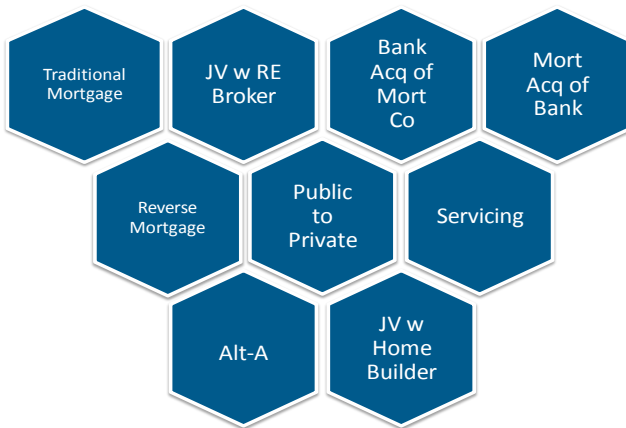 Traditional
Mortgage
JV w RE
Broker
Bank
Acq of
Mort
Co
Mort
Acq of
Bank
Reverse
Mortgage
Public
to
Private
Servicing
Alt-A
JV w
Home
Builder